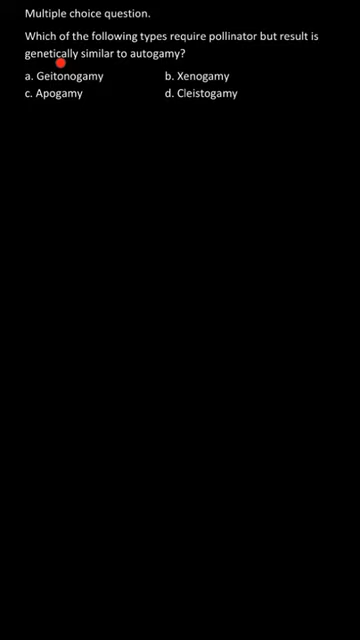 Multiple choice question.
Which of the following types require pollinator but result is
genetically similar to autogamy?
a. Geitonogamy b. Xenogamy
c. Apogamy d. Cleistogamy